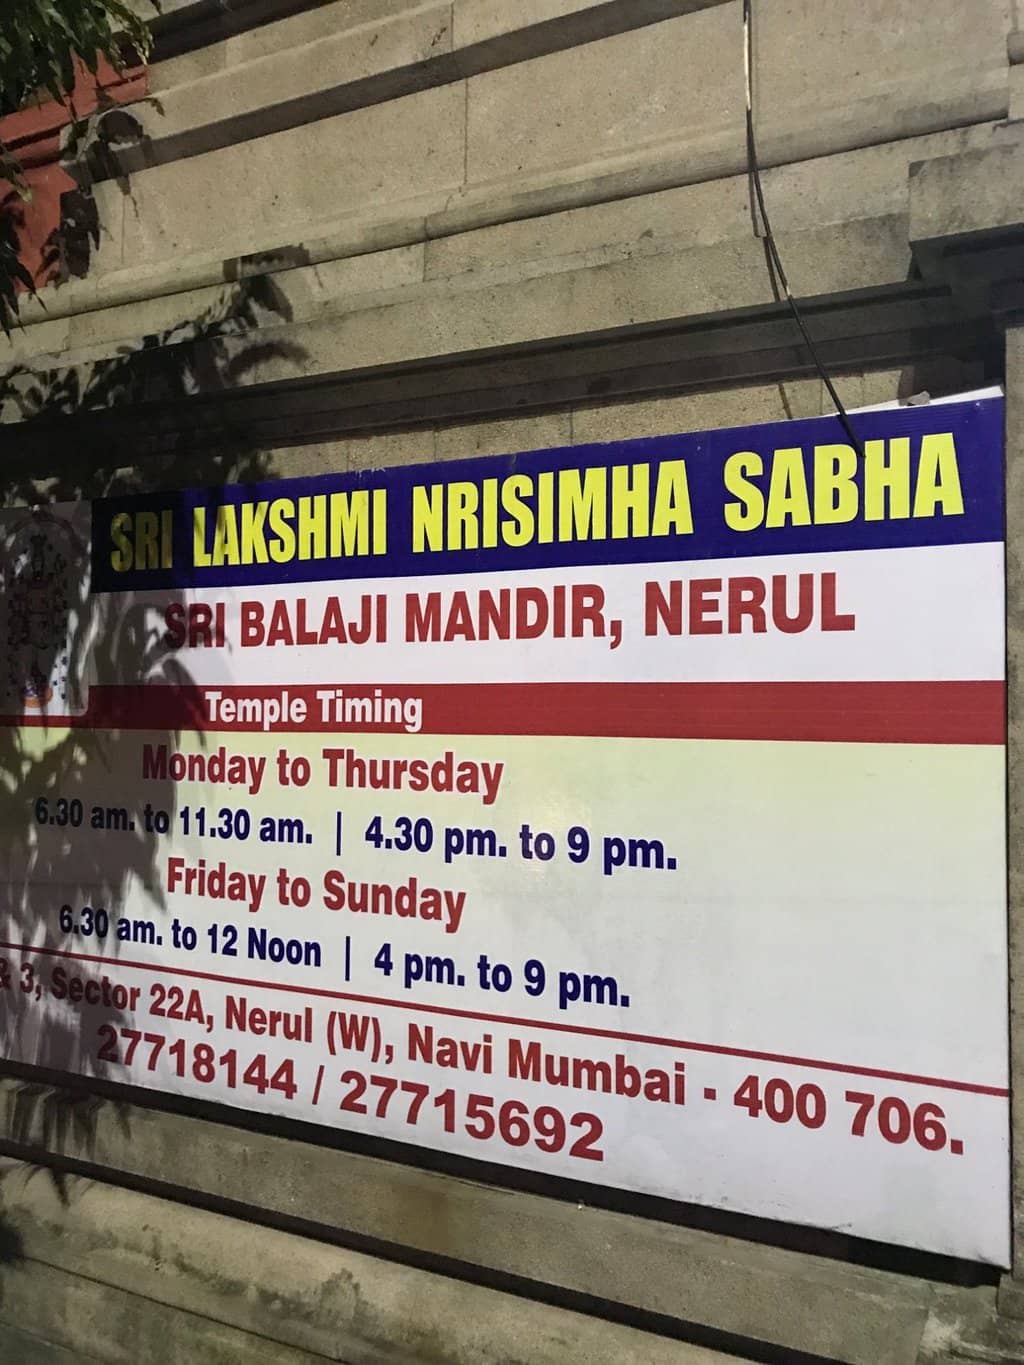 SRI LAKSHMI NRISIMHA SABHA
SRI BALAJI MANDIR, NERUL
Temple Timing
Monday to Thursday
6.30 am. to 11.30 am. | 4.30 pm. to 9 pm.
Friday to Sunday
6.30 am. to 12 Noon | 4 pm. to 9 pm.
& 3, Sector 22A, Nerul (W), Navi Mumbai - 400 706.
27718144 / 27715692